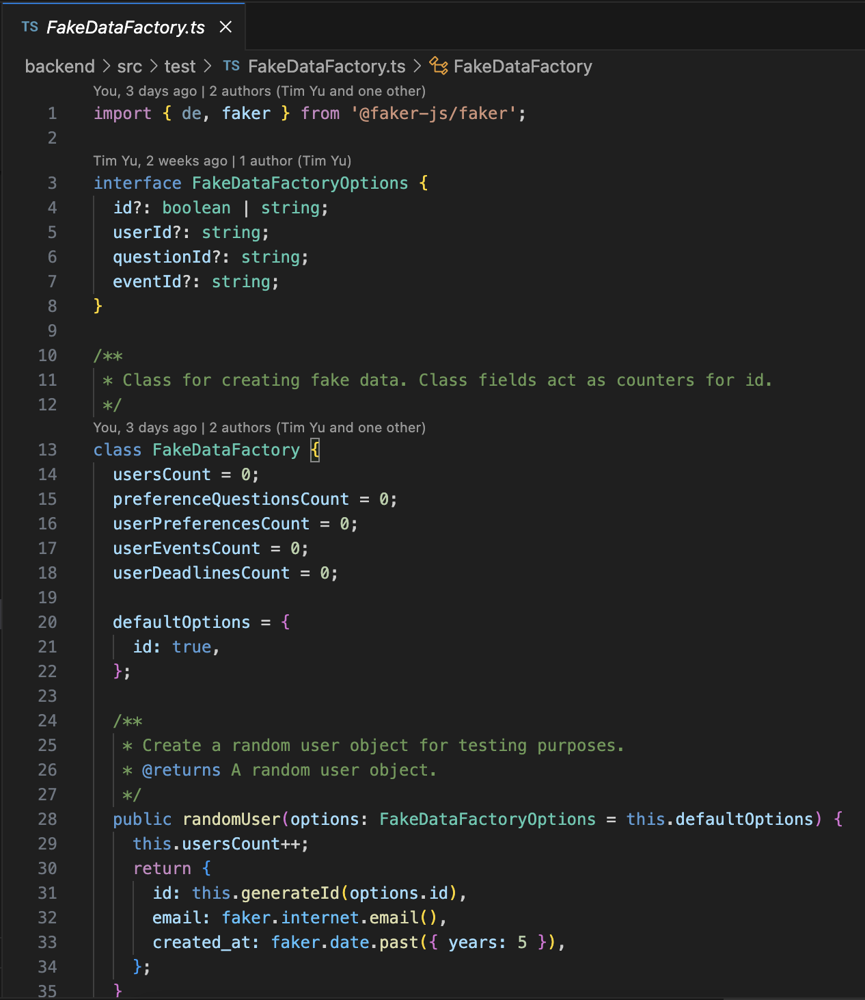 TS FakeDataFactory.ts
backend > src > test > TS FakeDataFactory.ts > FakeDataFactory
You, 3 days ago | 2 authors (Tim Yu and one other)
1 import { de, faker } from '@faker-js/faker';
2
Tim Yu, 2 weeks ago | 1 author (Tim Yu)
3 interface FakeDataFactoryOptions {
4   id?: boolean | string;
5   userId?: string;
6   questionId?: string;
7   eventId?: string;
8 }
9
10 /**
11  * Class for creating fake data. Class fields act as counters for id.
12  */
You, 3 days ago | 2 authors (Tim Yu and one other)
13 class FakeDataFactory {
14   usersCount = 0;
15   preferenceQuestionsCount = 0;
16   userPreferencesCount = 0;
17   userEventsCount = 0;
18   userDeadlinesCount = 0;
19
20   defaultOptions = {
21     id: true,
22   };
23
24   /**
25    * Create a random user object for testing purposes.
26    * @returns A random user object.
27    */
28   public randomUser(options: FakeDataFactoryOptions = this.defaultOptions) {
29     this.usersCount++;
30     return {
31       id: this.generateId(options.id),
32       email: faker.internet.email(),
33       created_at: faker.date.past({ years: 5 }),
34     };
35   }